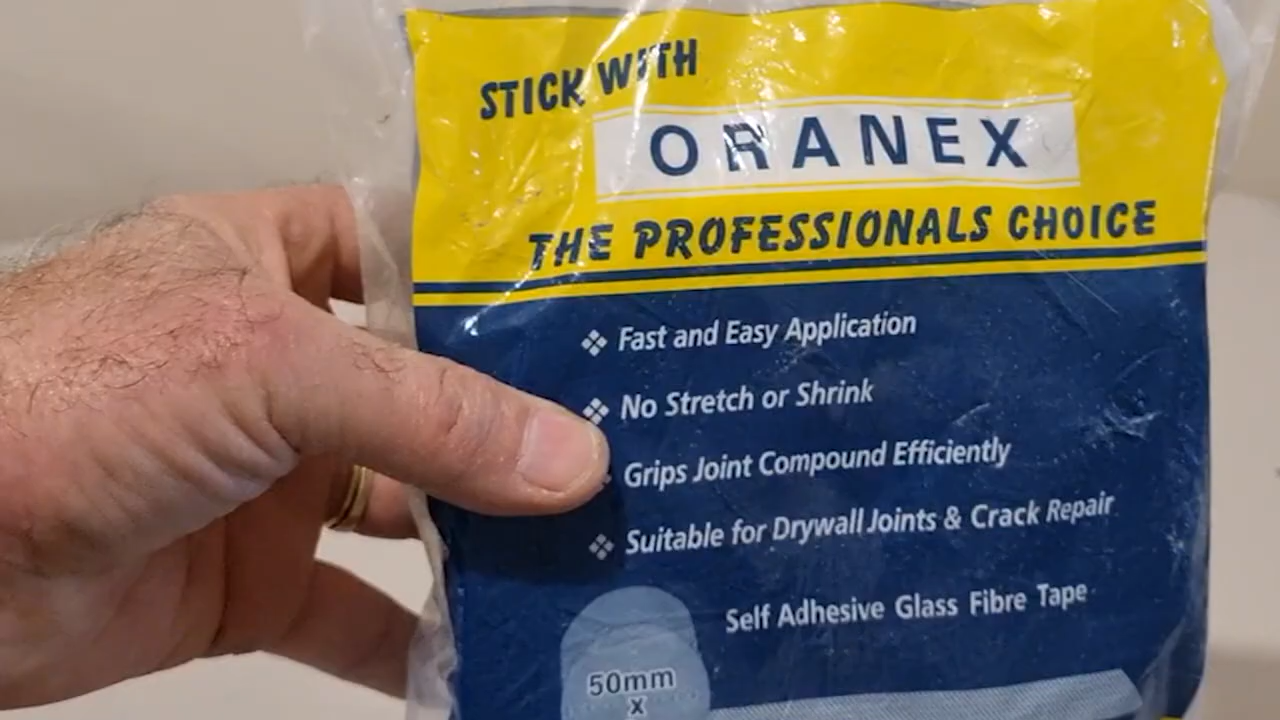 STICK WITH
ORANEX
THE PROFESSIONALS CHOICE
❖ Fast and Easy Application
❖ No Stretch or Shrink
Grips Joint Compound Efficiently
❖ Suitable for Drywall Joints & Crack Repair
Self Adhesive Glass Fibre Tape
50mm
x